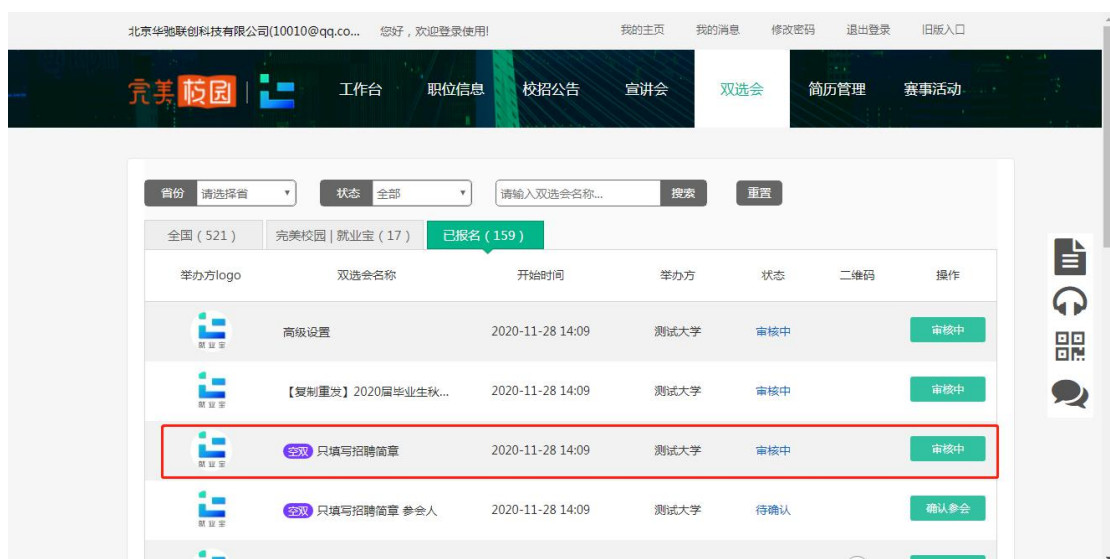 北京华驰联创科技有限公司(10010@qq.co... 您好，欢迎登录使用! 我的主页 我的消息 修改密码 退出登录 旧版入口
完美校园 | 工作台 职位信息 校招公告 宣讲会 双选会 简历管理 赛事活动
省份 请选择省 状态 全部 请输入双选会名称... 搜索 重置
全国 ( 521 ) 完美校园 | 就业宝 ( 17 ) 已报名 ( 159 )
举办方logo 双选会名称 开始时间 举办方 状态 二维码 操作
就业宝 高级设置 2020-11-28 14:09 测试大学 审核中 审核中
就业宝 【复制重发】2020届毕业生秋... 2020-11-28 14:09 测试大学 审核中 审核中
就业宝 空双 只填写招聘简章 2020-11-28 14:09 测试大学 审核中 审核中
就业宝 空双 只填写招聘简章 参会人 2020-11-28 14:09 测试大学 待确认 确认参会